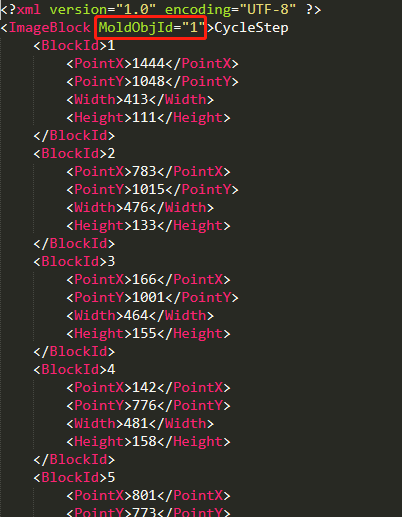 <?xml version="1.0" encoding="UTF-8" ?>
<ImageBlock MoldObjId="1">CycleStep
<BlockId>1
<PointX>1444</PointX>
<PointY>1048</PointY>
<Width>413</Width>
<Height>111</Height>
</BlockId>
<BlockId>2
<PointX>783</PointX>
<PointY>1015</PointY>
<Width>476</Width>
<Height>133</Height>
</BlockId>
<BlockId>3
<PointX>166</PointX>
<PointY>1001</PointY>
<Width>464</Width>
<Height>155</Height>
</BlockId>
<BlockId>4
<PointX>142</PointX>
<PointY>776</PointY>
<Width>481</Width>
<Height>158</Height>
</BlockId>
<BlockId>5
<PointX>801</PointX>
<PointY>773</PointY>